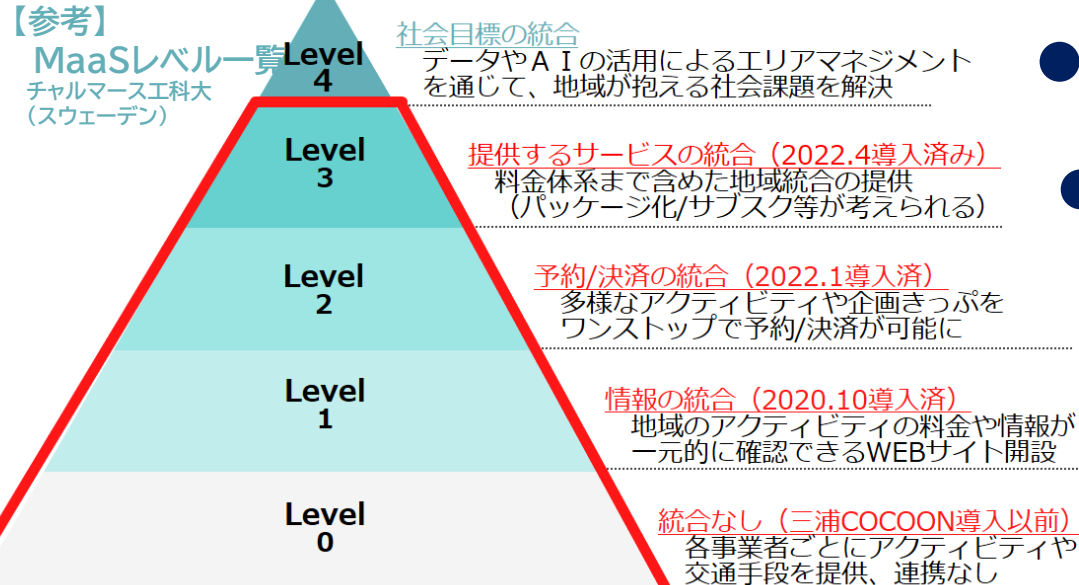 【参考】
MaaSレベル一覧
チャルマース工科大
（スウェーデン）
Level
4
社会目標の統合
データやＡＩの活用によるエリアマネジメント
を通じて、地域が抱える社会課題を解決
Level
3
提供するサービスの統合（2022.4導入済み）
料金体系まで含めた地域統合の提供
（パッケージ化/サブスク等が考えられる）
Level
2
予約/決済の統合（2022.1導入済）
多様なアクティビティや企画きっぷを
ワンストップで予約/決済が可能に
Level
1
情報の統合（2020.10導入済）
地域のアクティビティの料金や情報が
一元的に確認できるWEBサイト開設
Level
0
統合なし（三浦COCOON導入以前）
各事業者ごとにアクティビティや
交通手段を提供、連携なし